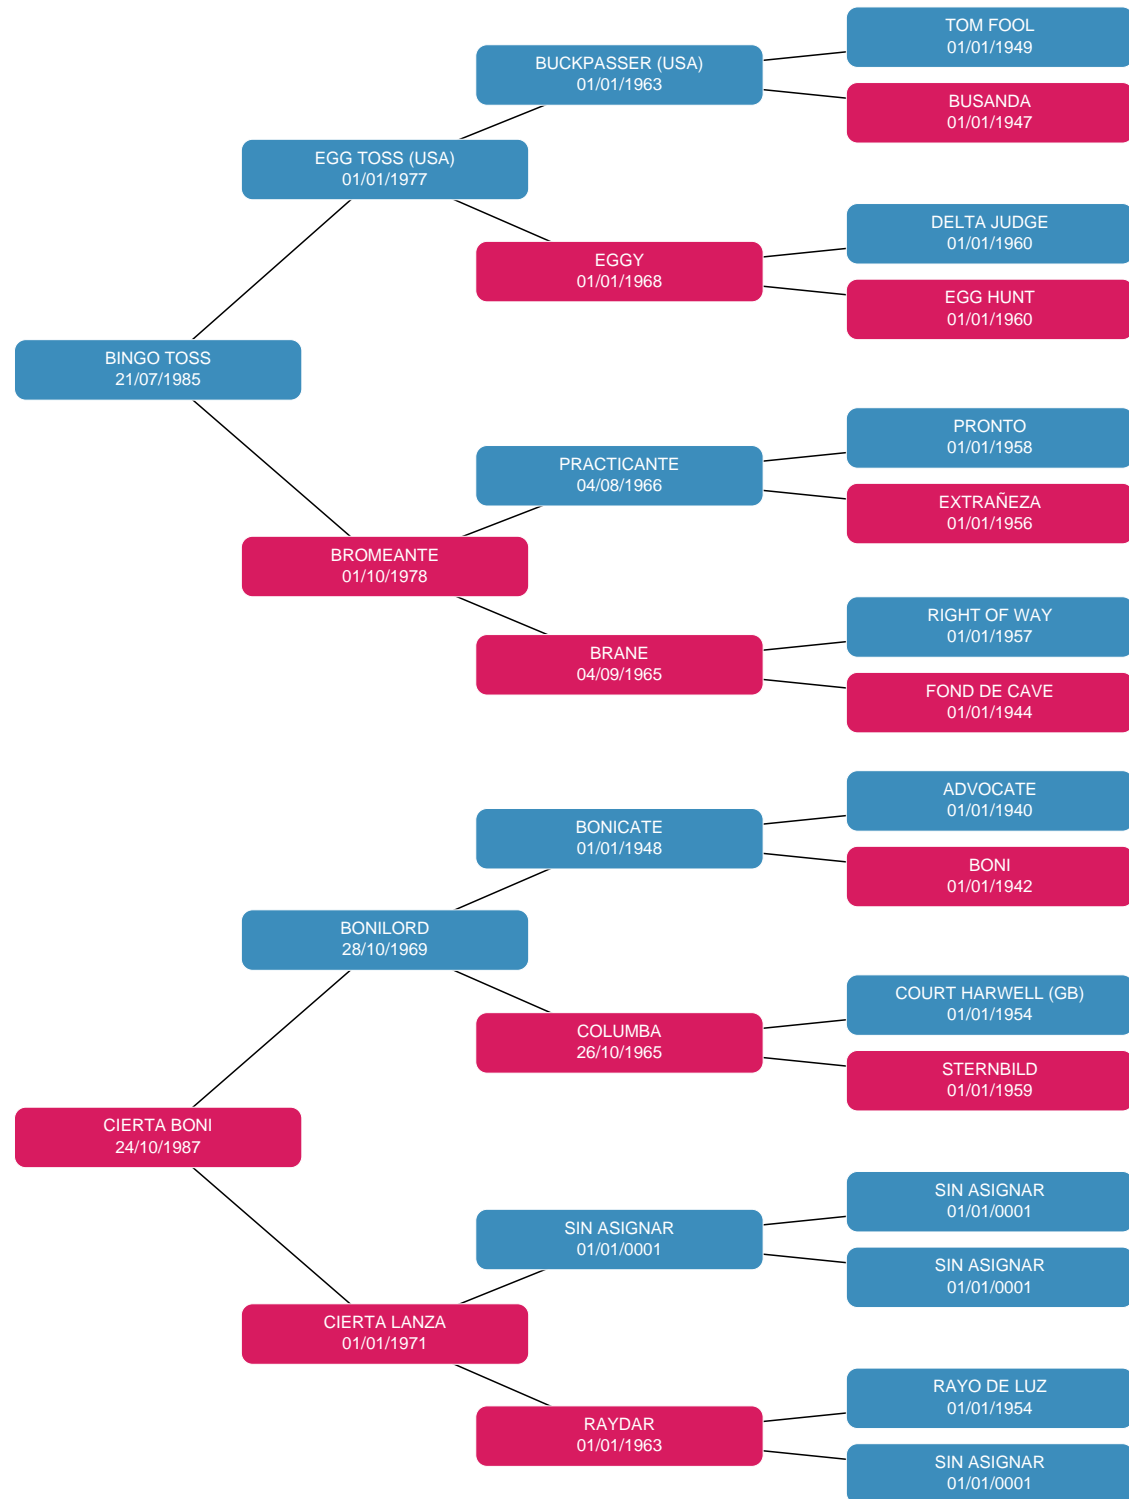 TOM FOOL
01/01/1949
BUCKPASSER (USA)
01/01/1963
BUSANDA
01/01/1947
EGG TOSS (USA)
01/01/1977
DELTA JUDGE
01/01/1960
EGGY
01/01/1968
EGG HUNT
01/01/1960
BINGO TOSS
21/07/1985
PRONTO
01/01/1958
PRACTICANTE
04/08/1966
EXTRAÑEZA
01/01/1956
BROMEANTE
01/10/1978
RIGHT OF WAY
01/01/1957
BRANE
04/09/1965
FOND DE CAVE
01/01/1944
ADVOCATE
01/01/1940
BONICATE
01/01/1948
BONI
01/01/1942
BONILORD
28/10/1969
COURT HARWELL (GB)
01/01/1954
COLUMBA
26/10/1965
STERNBILD
01/01/1959
CIERTA BONI
24/10/1987
SIN ASIGNAR
01/01/0001
SIN ASIGNAR
01/01/0001
SIN ASIGNAR
01/01/0001
CIERTA LANZA
01/01/1971
RAYO DE LUZ
01/01/1954
RAYDAR
01/01/1963
SIN ASIGNAR
01/01/0001